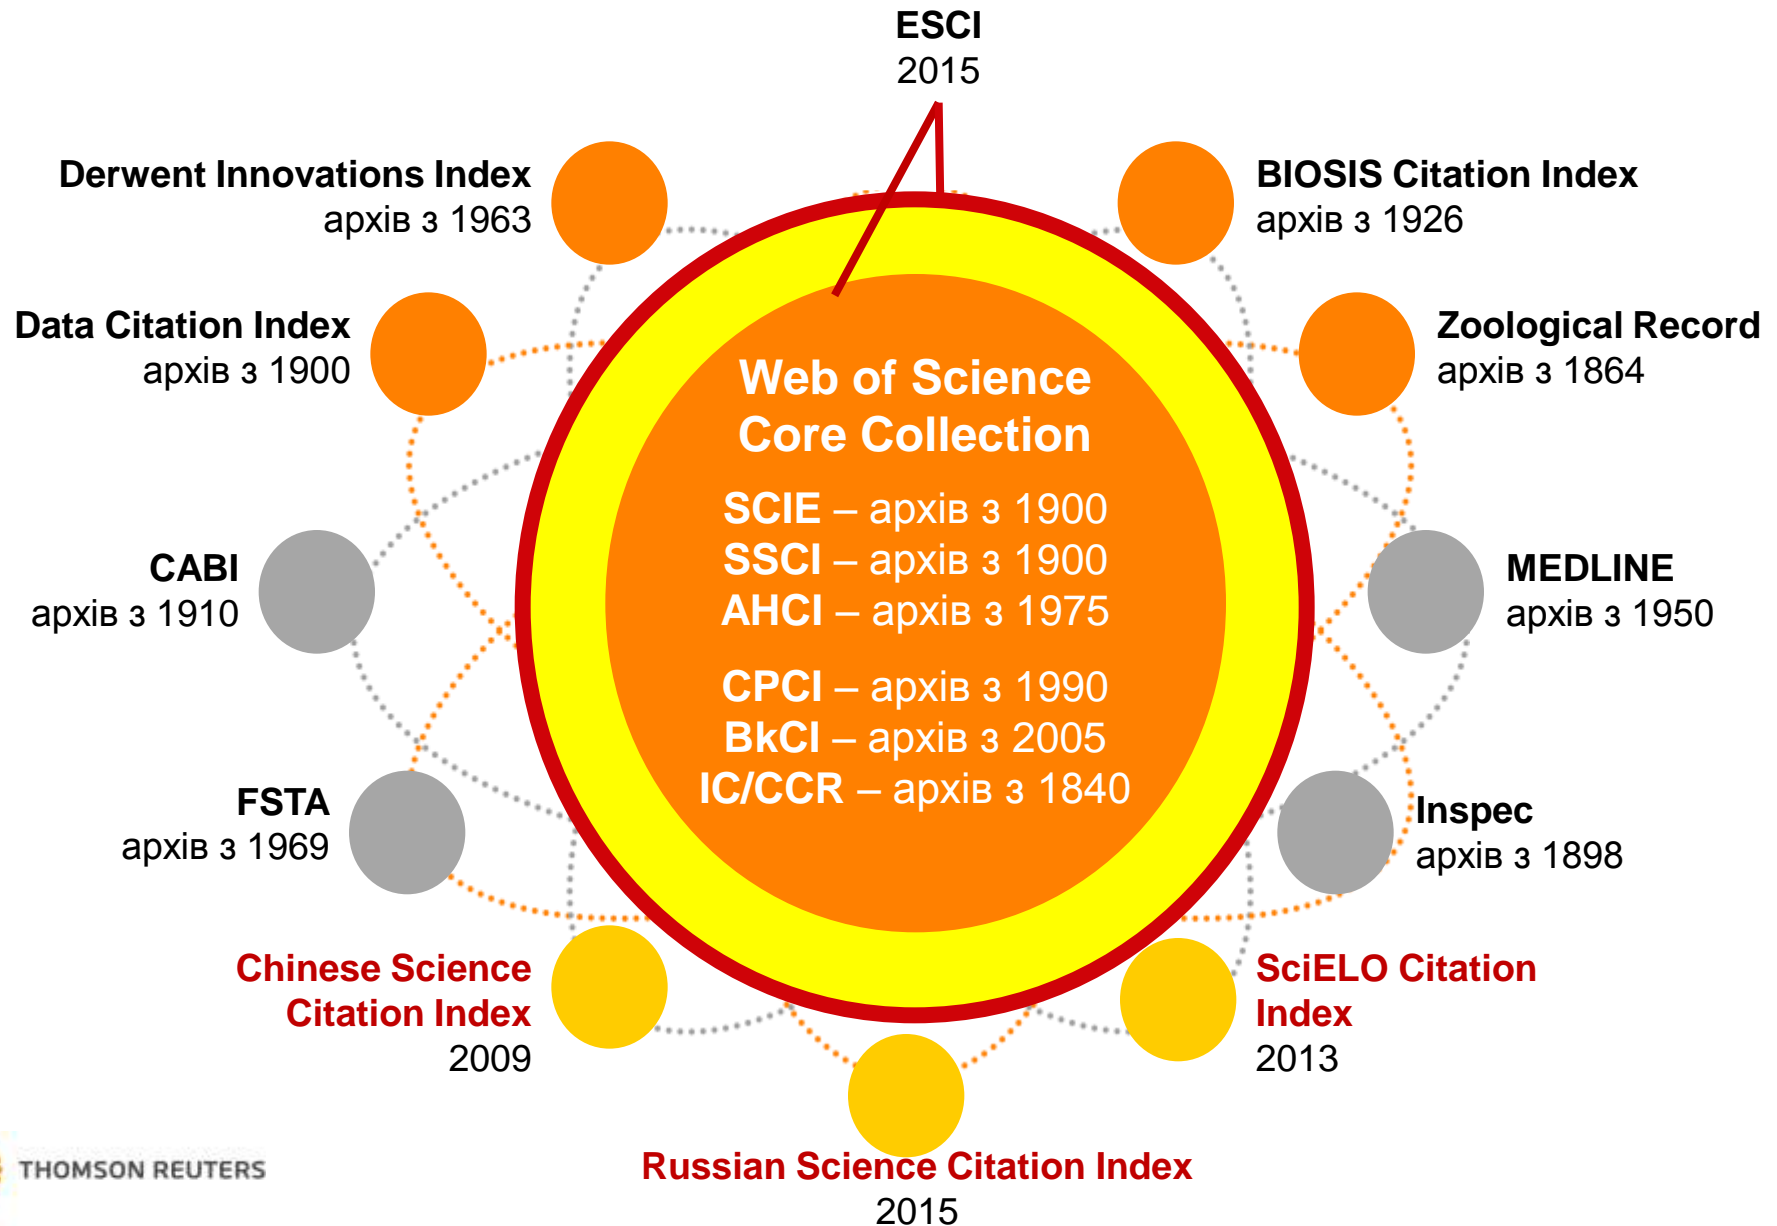 ESCI
2015
Derwent Innovations Index
архів з 1963
BIOSIS Citation Index
архів з 1926
Data Citation Index
архів з 1900
Zoological Record
архів з 1864
Web of Science
Core Collection
SCIE – архів з 1900
SSCI – архів з 1900
AHCI – архів з 1975
CPCI – архів з 1990
BkCI – архів з 2005
IC/CCR – архів з 1840
CABI
архів з 1910
MEDLINE
архів з 1950
FSTA
архів з 1969
Inspec
архів з 1898
Chinese Science
Citation Index
2009
SciELO Citation
Index
2013
Russian Science Citation Index
2015
THOMSON REUTERS